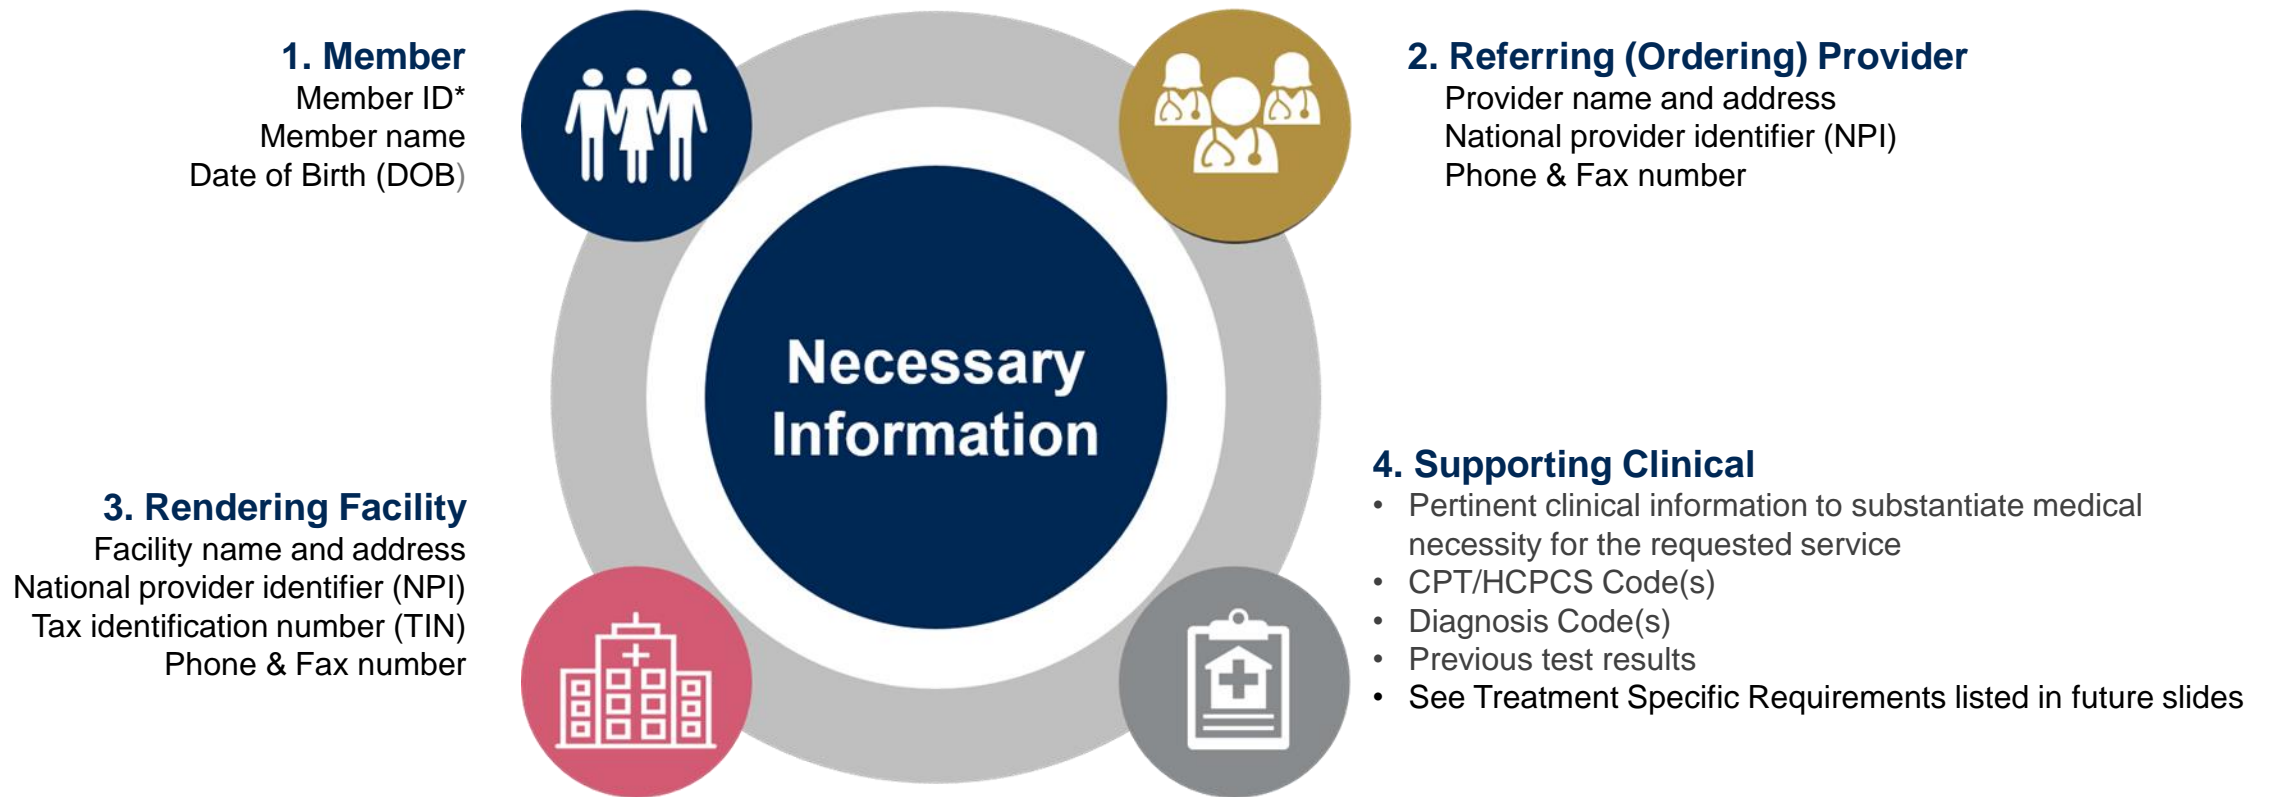 1. Member
Member ID*
Member name
Date of Birth (DOB)
2. Referring (Ordering) Provider
Provider name and address
National provider identifier (NPI)
Phone & Fax number
Necessary
Information
3. Rendering Facility
Facility name and address
National provider identifier (NPI)
Tax identification number (TIN)
Phone & Fax number
4. Supporting Clinical
• Pertinent clinical information to substantiate medical
necessity for the requested service
• CPT/HCPCS Code(s)
• Diagnosis Code(s)
• Previous test results
• See Treatment Specific Requirements listed in future slides